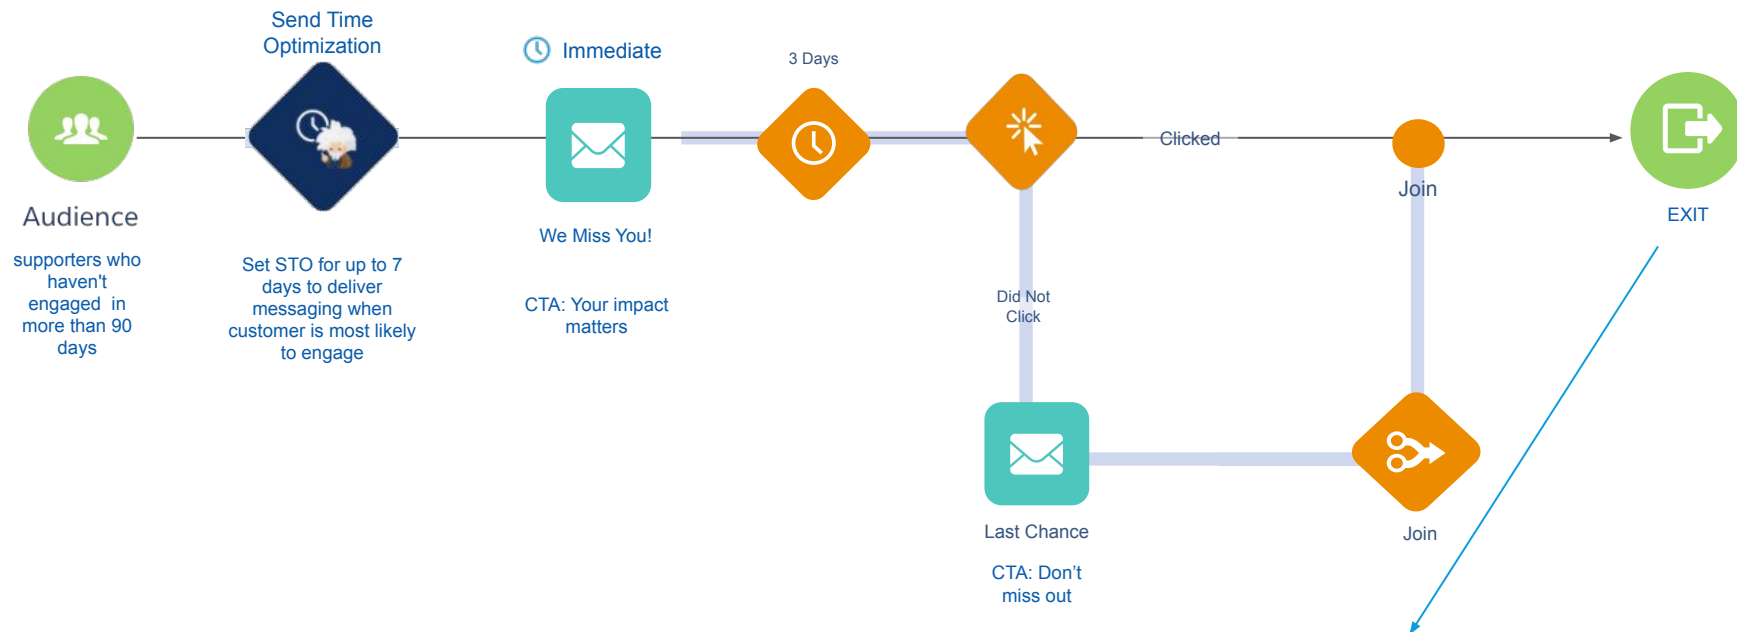 Send Time
Optimization
Immediate
3 Days
Clicked
Join
EXIT
Audience
supporters who
haven't
engaged in
more than 90
days
Set STO for up to 7
days to deliver
messaging when
customer is most likely
to engage
We Miss You!
CTA: Your impact
matters
Did Not
Click
Last Chance
CTA: Don’t
miss out
Join